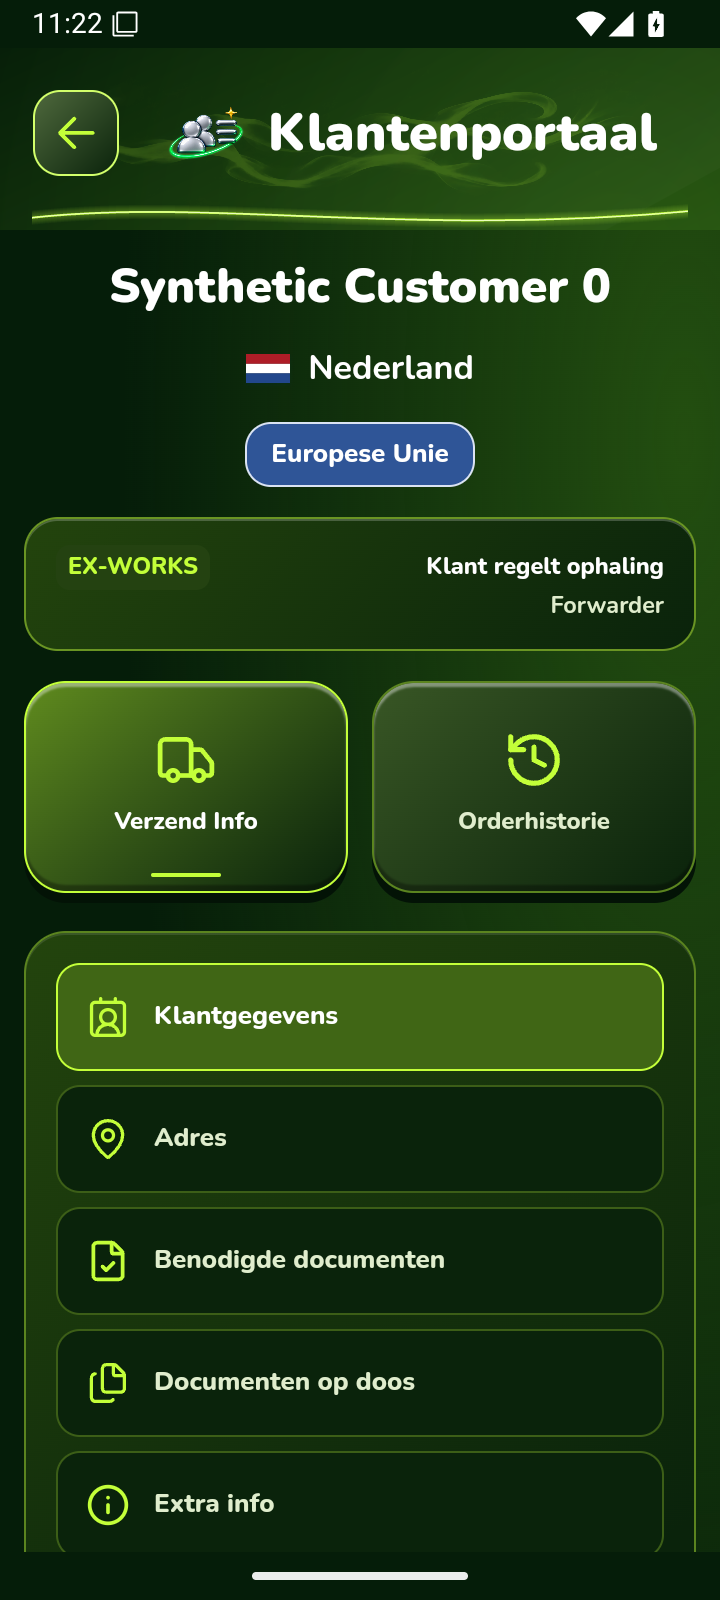 11:22
Klantenportaal
Synthetic Customer 0
Nederland
Europese Unie
EX-WORKS
Klant regelt ophaling
Forwarder
Verzend Info
Orderhistorie
Klantgegevens
Adres
Benodigde documenten
Documenten op doos
Extra info